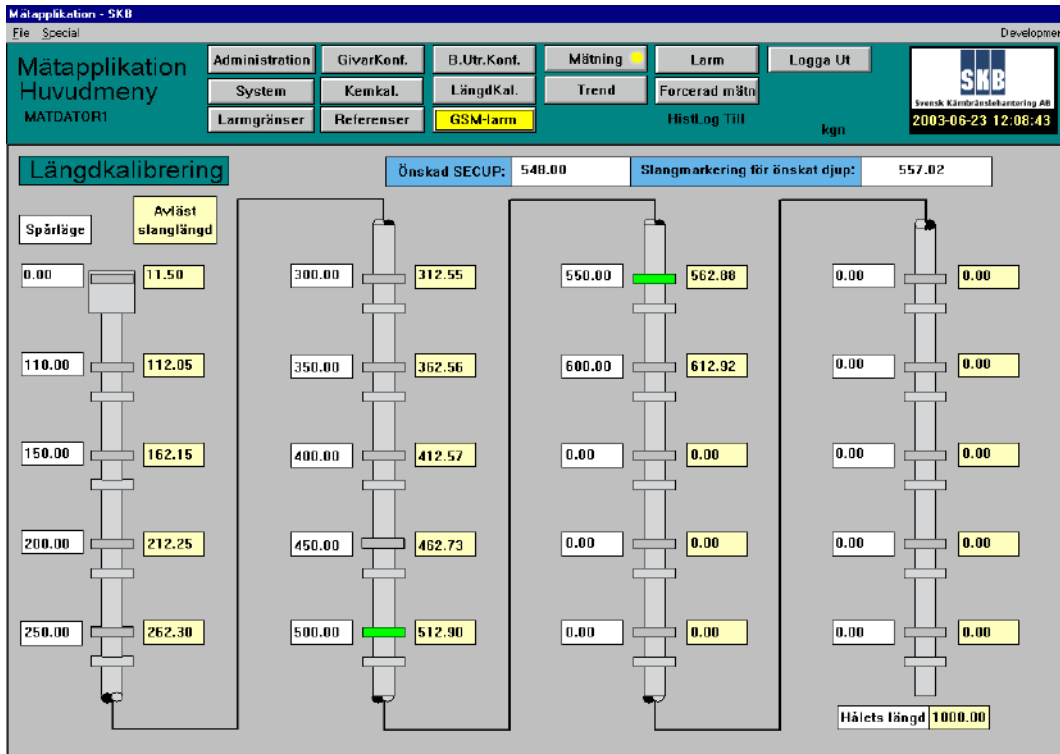 Mätapplikation - SKB
File Special Developmer
Mätapplikation
Huvudmeny
MATDATOR1
Administration GivarKonf. B.Utr.Konf. Mätning Larm Logga Ut
System Kemkal. LängdKal. Trend Forcerad mätn
Larmgränser Referenser GSM-larm HistLog Till kgn
SKB
Svensk Kärnbränslehantering AB
2003-06-23 12:08:43
Längdkalibrering
Önskad SECUP: 548.00 Slangmarkering för önskat djup: 557.02
Spårläge
Avläst
slanglängd
0.00 11.50 300.00 312.55 550.00 562.88 0.00 0.00
110.00 112.05 350.00 362.56 600.00 612.92 0.00 0.00
150.00 162.15 400.00 412.57 0.00 0.00 0.00 0.00
200.00 212.25 450.00 462.73 0.00 0.00 0.00 0.00
250.00 262.30 500.00 512.90 0.00 0.00 0.00 0.00
Hålets längd 1000.00